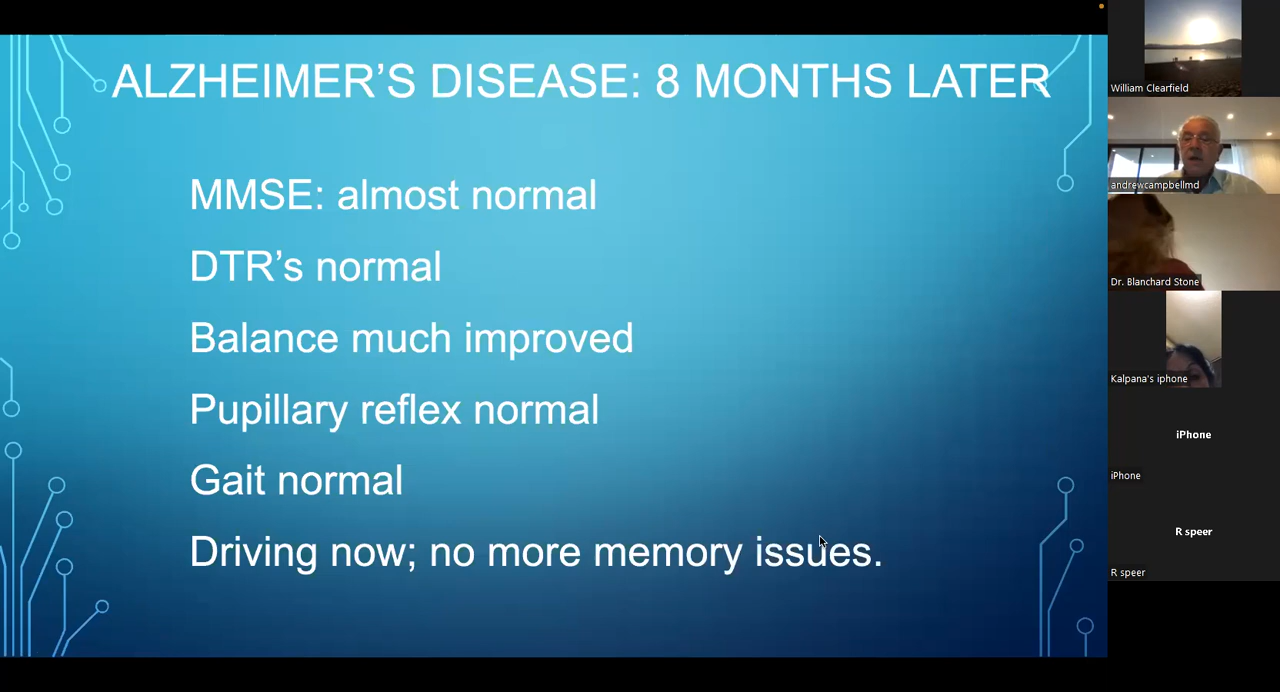 ALZHEIMER'S DISEASE: 8 MONTHS LATER
MMSE: almost normal
DTR's normal
Balance much improved
Pupillary reflex normal
Gait normal
Driving now; no more memory issues.
William Clearfield
andrewcampbellmd
Dr. Blanchard Stone
Kalpana's iphone
iPhone
iPhone
R speer
R speer